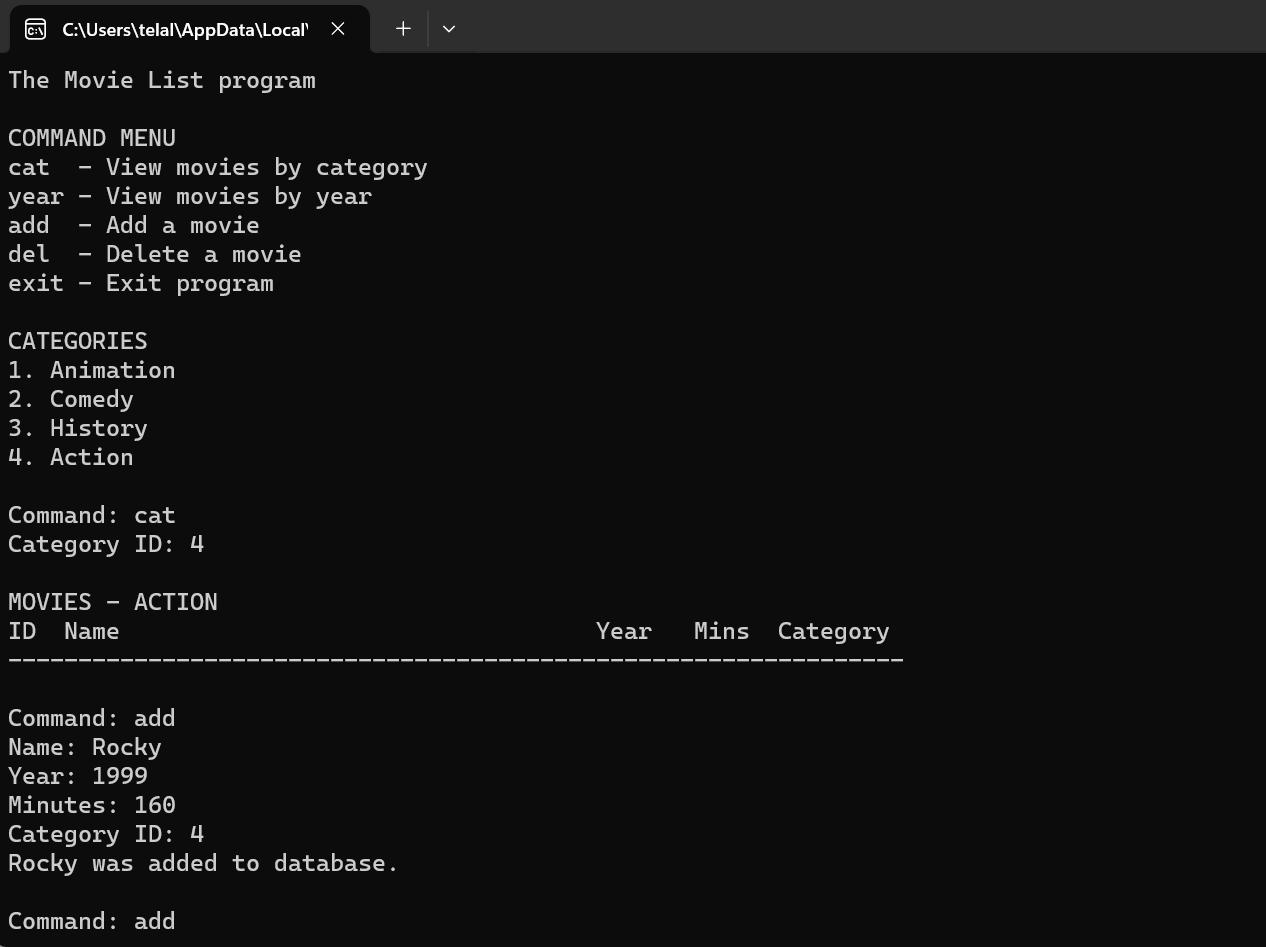 C:\Users\telal\AppData\Local\
The Movie List program
COMMAND MENU
cat  - View movies by category
year - View movies by year
add  - Add a movie
del  - Delete a movie
exit - Exit program
CATEGORIES
1. Animation
2. Comedy
3. History
4. Action
Command: cat
Category ID: 4
MOVIES - ACTION
ID  Name                                  Year   Mins  Category
----------------------------------------------------------------
Command: add
Name: Rocky
Year: 1999
Minutes: 160
Category ID: 4
Rocky was added to database.
Command: add